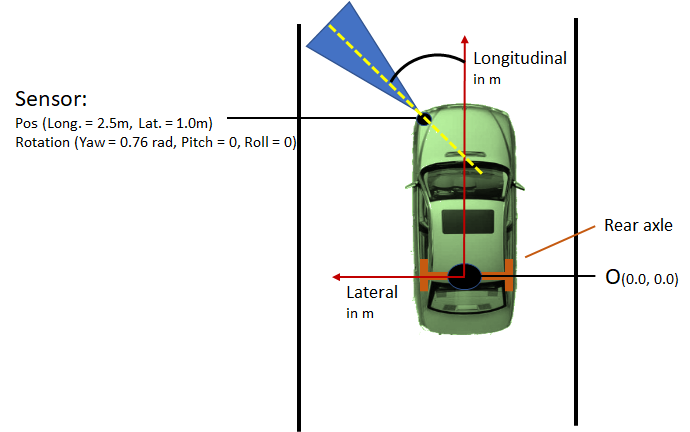 Longitudinal
in m
Sensor:
Pos (Long. = 2.5m, Lat. = 1.0m)
Rotation (Yaw = 0.76 rad, Pitch = 0, Roll = 0)
Rear axle
O(0.0, 0.0)
Lateral
in m